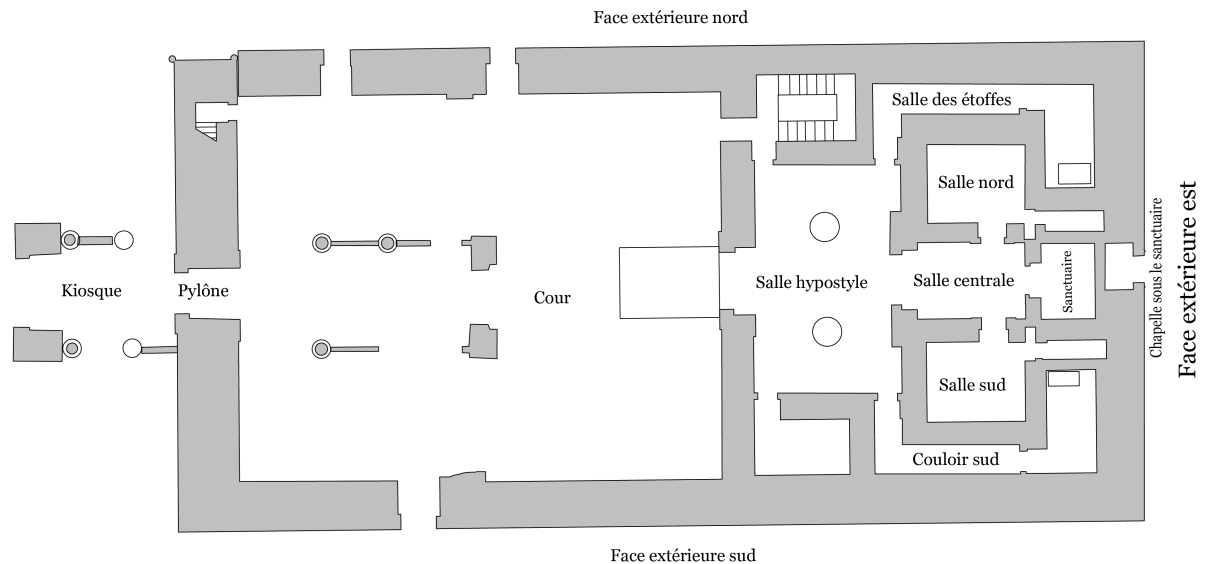 Face extérieure nord
Salle des étoffes
Salle nord
Kiosque
Pylône
Cour
Salle hypostyle
Salle centrale
Sanctuaire
Chapelle sous le sanctuaire
Face extérieure est
Salle sud
Couloir sud
Face extérieure sud